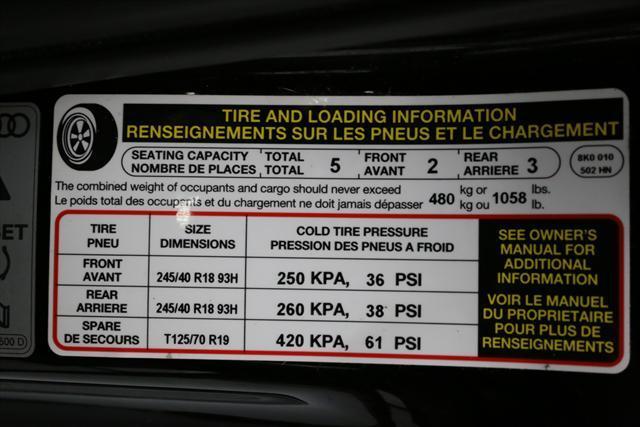 TIRE AND LOADING INFORMATION
RENSEIGNEMENTS SUR LES PNEUS ET LE CHARGEMENT
SEATING CAPACITY TOTAL 5 FRONT 2 REAR 3
NOMBRE DE PLACES TOTAL AVANT ARRIERE
8K0 010
502 HN
The combined weight of occupants and cargo should never exceed 480 kg or 1058 lbs.
Le poids total des occupants et du chargement ne doit jamais dépasser kg ou lb.
TIRE SIZE COLD TIRE PRESSURE
PNEU DIMENSIONS PRESSION DES PNEUS A FROID
FRONT
AVANT 245/40 R18 93H 250 KPA, 36 PSI
REAR
ARRIERE 245/40 R18 93H 260 KPA, 38 PSI
SPARE
DE SECOURS T125/70 R19 420 KPA, 61 PSI
SEE OWNER'S
MANUAL FOR
ADDITIONAL
INFORMATION
VOIR LE MANUEL
DU PROPRIETAIRE
POUR PLUS DE
RENSEIGNEMENTS